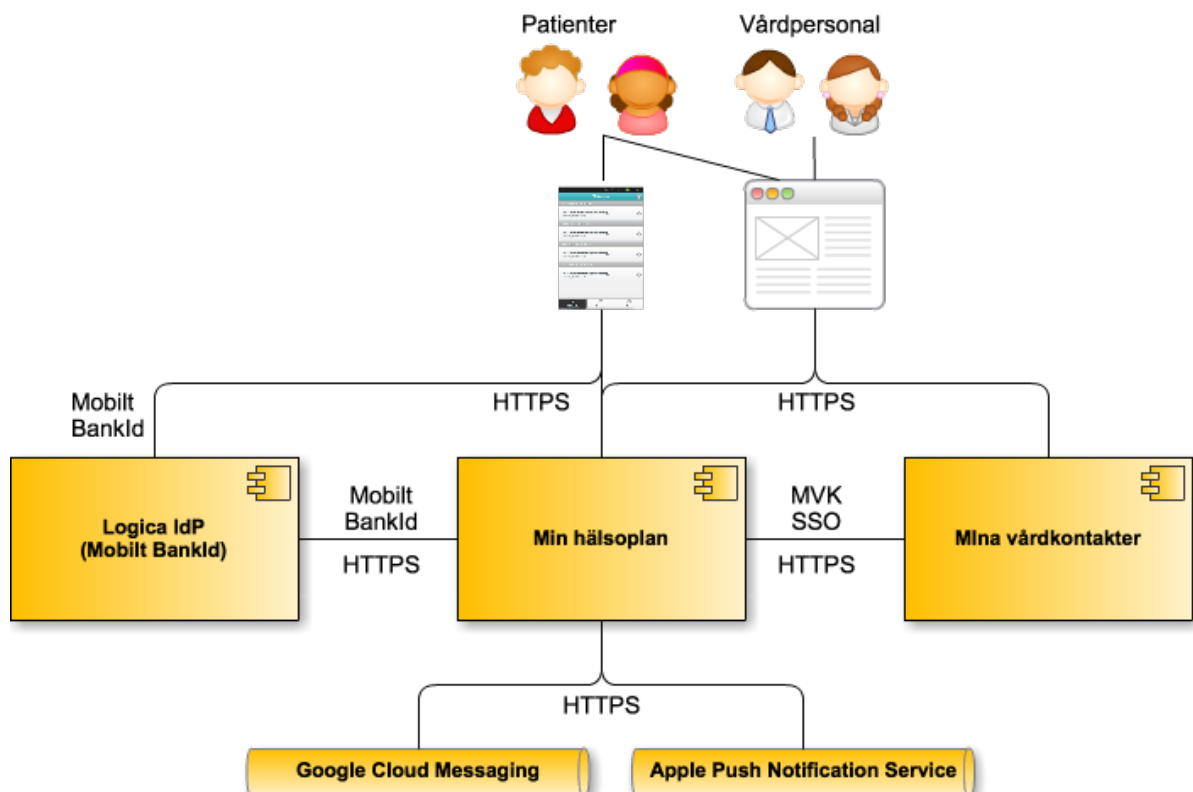 Patienter
Vårdpersonal
Mobilt
BankId
HTTPS
HTTPS
Logica IdP
(Mobilt BankId)
Mobilt
BankId
HTTPS
Min hälsoplan
MVK
SSO
HTTPS
MIna vårdkontakter
HTTPS
Google Cloud Messaging
Apple Push Notification Service